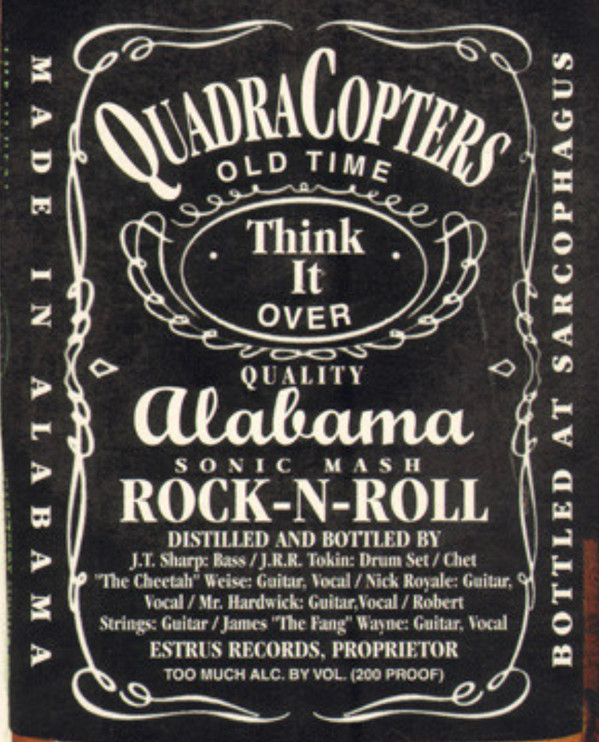 MADE IN ALABAMA
QUADRACOPTERS
OLD TIME
Think
It
OVER
QUALITY
Alabama
SONIC MASH
ROCK-N-ROLL
DISTILLED AND BOTTLED BY
J.T. Sharp: Bass / J.R.R. Tokin: Drum Set / Chet
"The Cheetah" Weise: Guitar, Vocal / Nick Royale: Guitar,
Vocal / Mr. Hardwick: Guitar,Vocal / Robert
Strings: Guitar / James "The Fang" Wayne: Guitar, Vocal
ESTRUS RECORDS, PROPRIETOR
TOO MUCH ALC. BY VOL. (200 PROOF)
BOTTLED AT SARCOPHAGUS